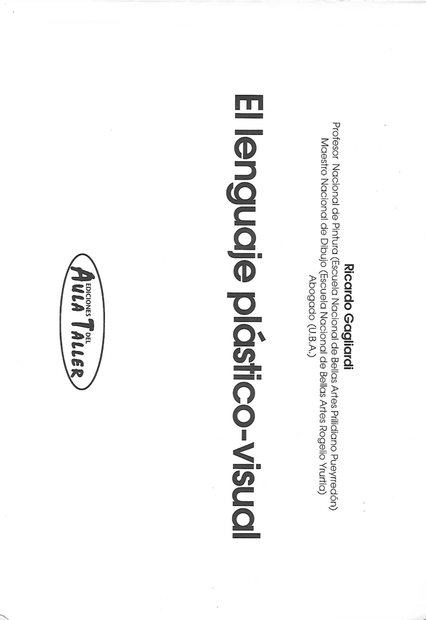 Ricardo Gagliardi
Profesor Nacional de Pintura (Escuela Nacional de Bellas Artes Prilidiano Pueyrredón)
Maestro Nacional de Dibujo (Escuela Nacional de Bellas Artes Rogelio Yrurtia)
Abogado (U.B.A.)
El lenguaje plástico-visual
EDICIONES DEL
AULA TALLER